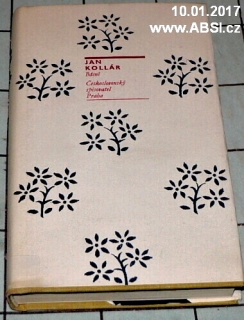 10.01.2017
www.ABSi.cz
JAN
KOLLÁR
Básně
Československý
spisovatel
Praha